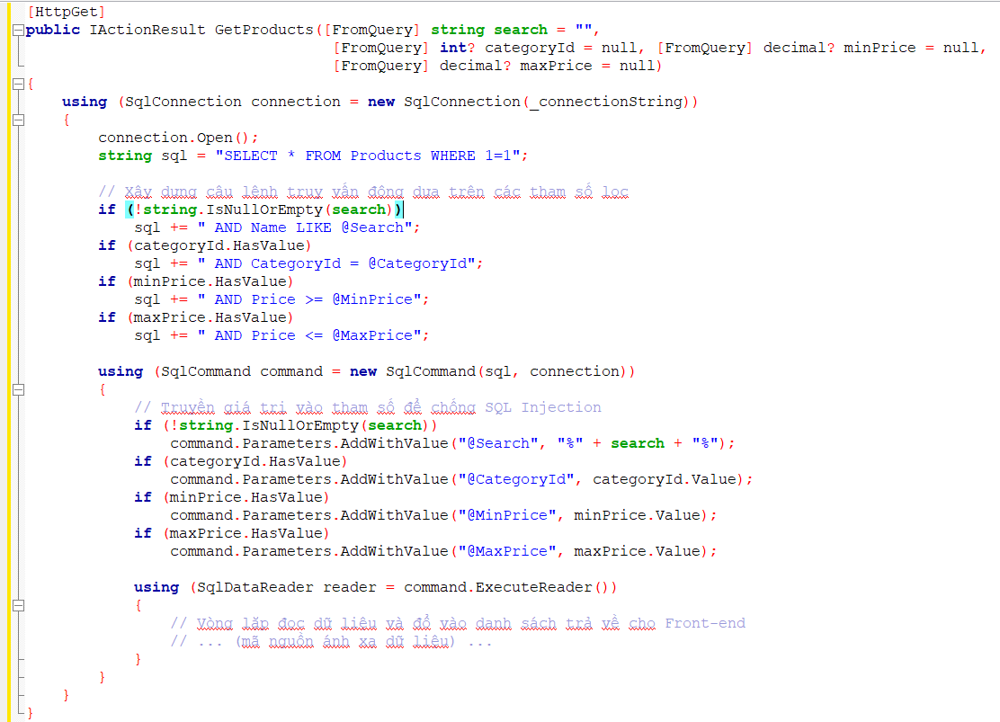 [HttpGet]
public IActionResult GetProducts([FromQuery] string search = "",
                                  [FromQuery] int? categoryId = null, [FromQuery] decimal? minPrice = null,
                                  [FromQuery] decimal? maxPrice = null)
{
    using (SqlConnection connection = new SqlConnection(_connectionString))
    {
        connection.Open();
        string sql = "SELECT * FROM Products WHERE 1=1";

        // Xây dựng câu lệnh truy vấn động dựa trên các tham số lọc
        if (!string.IsNullOrEmpty(search))
            sql += " AND Name LIKE @Search";
        if (categoryId.HasValue)
            sql += " AND CategoryId = @CategoryId";
        if (minPrice.HasValue)
            sql += " AND Price >= @MinPrice";
        if (maxPrice.HasValue)
            sql += " AND Price <= @MaxPrice";

        using (SqlCommand command = new SqlCommand(sql, connection))
        {
            // Truyền giá trị vào tham số để chống SQL Injection
            if (!string.IsNullOrEmpty(search))
                command.Parameters.AddWithValue("@Search", "%" + search + "%");
            if (categoryId.HasValue)
                command.Parameters.AddWithValue("@CategoryId", categoryId.Value);
            if (minPrice.HasValue)
                command.Parameters.AddWithValue("@MinPrice", minPrice.Value);
            if (maxPrice.HasValue)
                command.Parameters.AddWithValue("@MaxPrice", maxPrice.Value);

            using (SqlDataReader reader = command.ExecuteReader())
            {
                // Vòng lặp đọc dữ liệu và đổ vào danh sách trả về cho Front-end
                // ... (mã nguồn ánh xạ dữ liệu) ...
            }
        }
    }
}